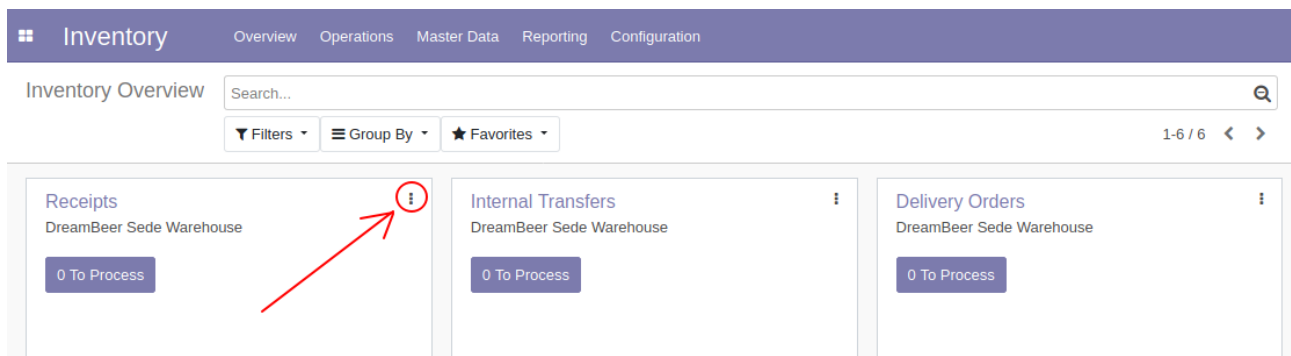 Inventory Overview Operations Master Data Reporting Configuration
Inventory Overview Search...
Filters Group By Favorites 1-6 / 6
Receipts Internal Transfers Delivery Orders
DreamBeer Sede Warehouse DreamBeer Sede Warehouse DreamBeer Sede Warehouse
0 To Process 0 To Process 0 To Process